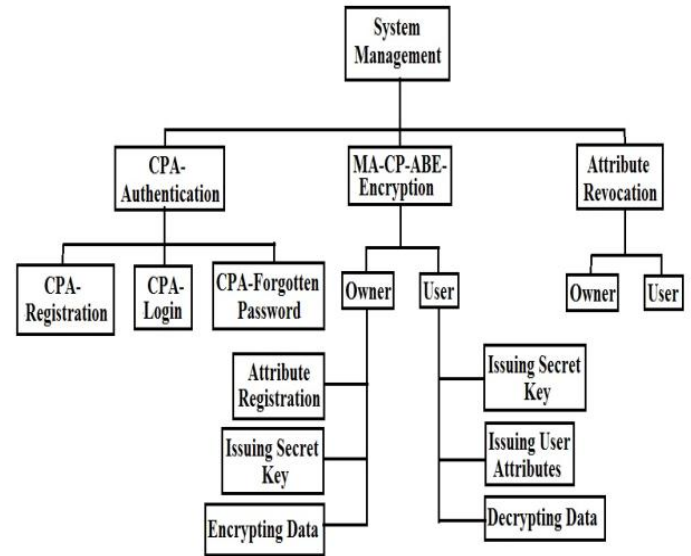 System
Management
CPA-
Authentication
MA-CP-ABE-
Encryption
Attribute
Revocation
CPA-
Registration
CPA-
Login
CPA-Forgotten
Password
Owner
User
Owner
User
Attribute
Registration
Issuing Secret
Key
Encrypting Data
Issuing Secret
Key
Issuing User
Attributes
Decrypting Data